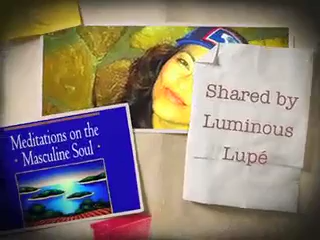 Shared by
Luminous
Lupé
Meditations on the
• Masculine Soul •